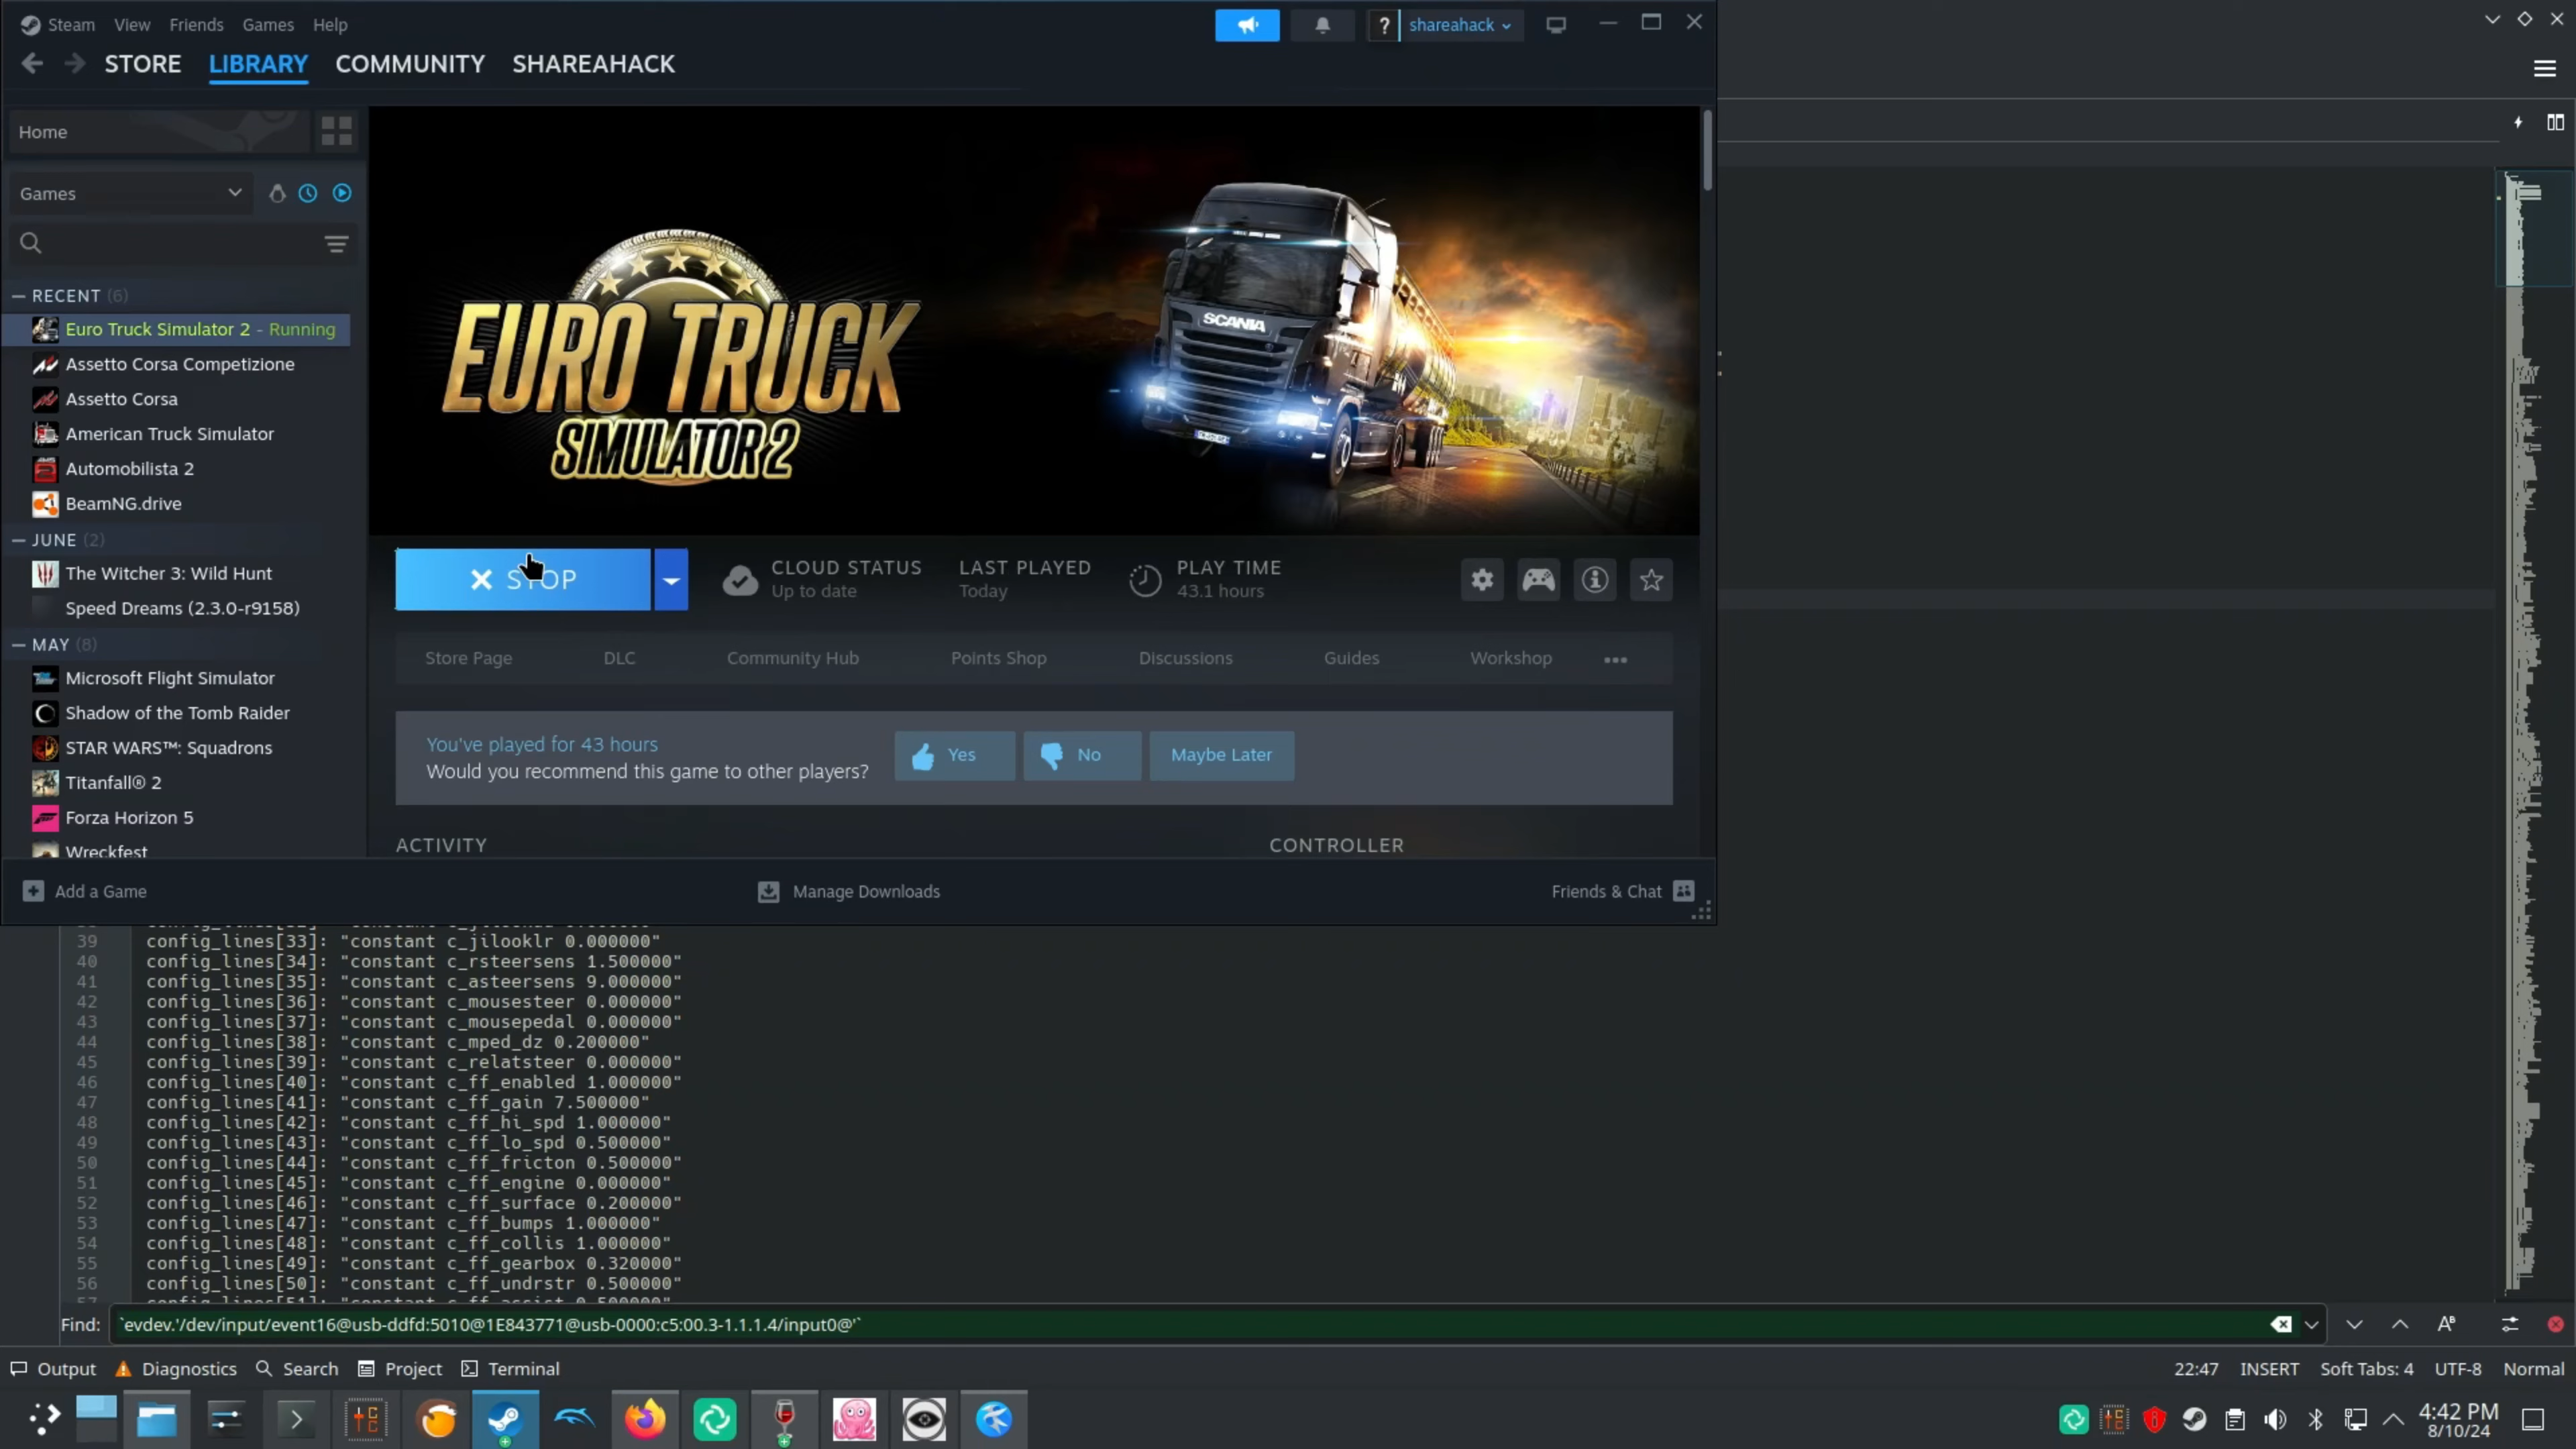 Steam View Friends Games Help
? shareahack
STORE LIBRARY COMMUNITY SHAREAHACK
Home
Games
RECENT (6)
Euro Truck Simulator 2 - Running
Assetto Corsa Competizione
Assetto Corsa
American Truck Simulator
Automobilista 2
BeamNG.drive
JUNE (2)
The Witcher 3: Wild Hunt
Speed Dreams (2.3.0-r9158)
MAY (8)
Microsoft Flight Simulator
Shadow of the Tomb Raider
STAR WARS™: Squadrons
Titanfall® 2
Forza Horizon 5
Wreckfest
EURO TRUCK
SIMULATOR 2
SCANIA
STOP
CLOUD STATUS
Up to date
LAST PLAYED
Today
PLAY TIME
43.1 hours
Store Page DLC Community Hub Points Shop Discussions Guides Workshop
You've played for 43 hours
Would you recommend this game to other players?
Yes No Maybe Later
ACTIVITY CONTROLLER
Add a Game Manage Downloads Friends & Chat
39 config_lines[33]: "constant c_jilooklr 0.000000"
40 config_lines[34]: "constant c_rsteersens 1.500000"
41 config_lines[35]: "constant c_asteersens 9.000000"
42 config_lines[36]: "constant c_mousesteer 0.000000"
43 config_lines[37]: "constant c_mousepedal 0.000000"
44 config_lines[38]: "constant c_mped_dz 0.200000"
45 config_lines[39]: "constant c_relatsteer 0.000000"
46 config_lines[40]: "constant c_ff_enabled 1.000000"
47 config_lines[41]: "constant c_ff_gain 7.500000"
48 config_lines[42]: "constant c_ff_hi_spd 1.000000"
49 config_lines[43]: "constant c_ff_lo_spd 0.500000"
50 config_lines[44]: "constant c_ff_fricton 0.500000"
51 config_lines[45]: "constant c_ff_engine 0.000000"
52 config_lines[46]: "constant c_ff_surface 0.200000"
53 config_lines[47]: "constant c_ff_bumps 1.000000"
54 config_lines[48]: "constant c_ff_collis 1.000000"
55 config_lines[49]: "constant c_ff_gearbox 0.320000"
56 config_lines[50]: "constant c_ff_undrstr 0.500000"
Find: `evdev.'/dev/input/event16@usb-ddfd:5010@1E843771@usb-0000:c5:00.3-1.1.1.4/input0@'`
Output Diagnostics Search Project Terminal 22:47 INSERT Soft Tabs: 4 UTF-8 Normal
4:42 PM
8/10/24